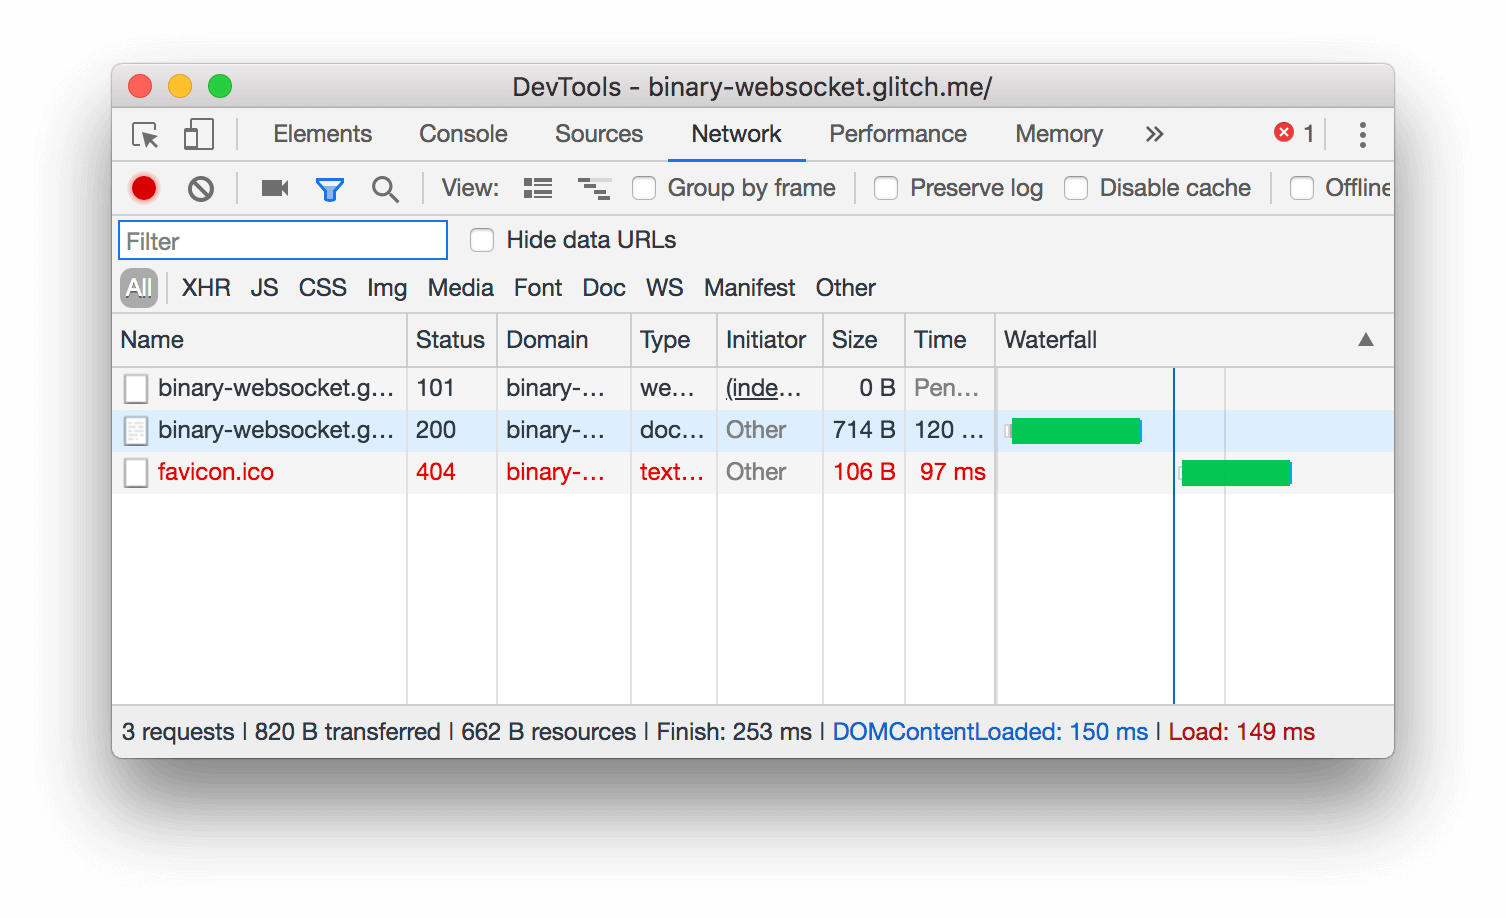 DevTools - binary-websocket.glitch.me/
Elements Console Sources Network Performance Memory » 1
View: Group by frame Preserve log Disable cache Offline
Filter Hide data URLs
All XHR JS CSS Img Media Font Doc WS Manifest Other
Name Status Domain Type Initiator Size Time Waterfall
binary-websocket.g… 101 binary-… we… (inde… 0 B Pen…
binary-websocket.g… 200 binary-… doc… Other 714 B 120 …
favicon.ico 404 binary-… text… Other 106 B 97 ms
3 requests | 820 B transferred | 662 B resources | Finish: 253 ms | DOMContentLoaded: 150 ms | Load: 149 ms